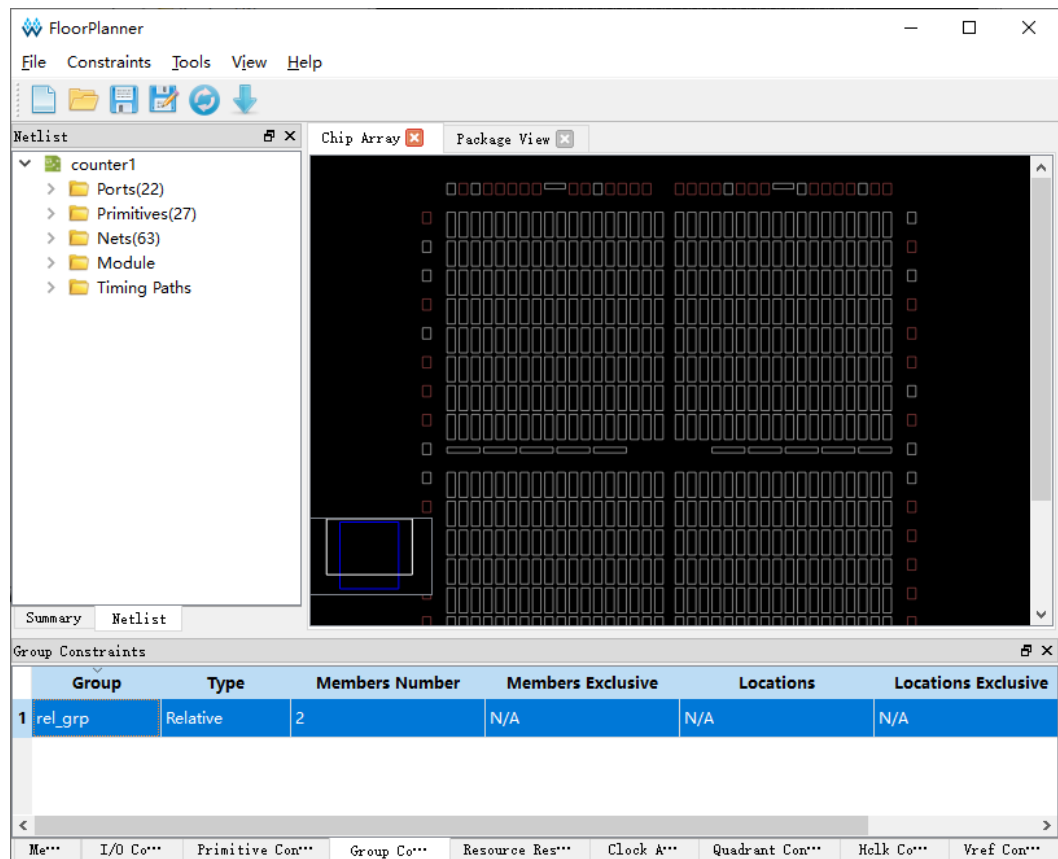 FloorPlanner
File Constraints Tools View Help
Netlist
Chip Array Package View
counter1
Ports(22)
Primitives(27)
Nets(63)
Module
Timing Paths
Summary Netlist
Group Constraints
Group Type Members Number Members Exclusive Locations Locations Exclusive
1 rel_grp Relative 2 N/A N/A N/A
Me... I/O Co... Primitive Con... Group Co... Resource Res... Clock A... Quadrant Con... Hclk Co... Vref Con...